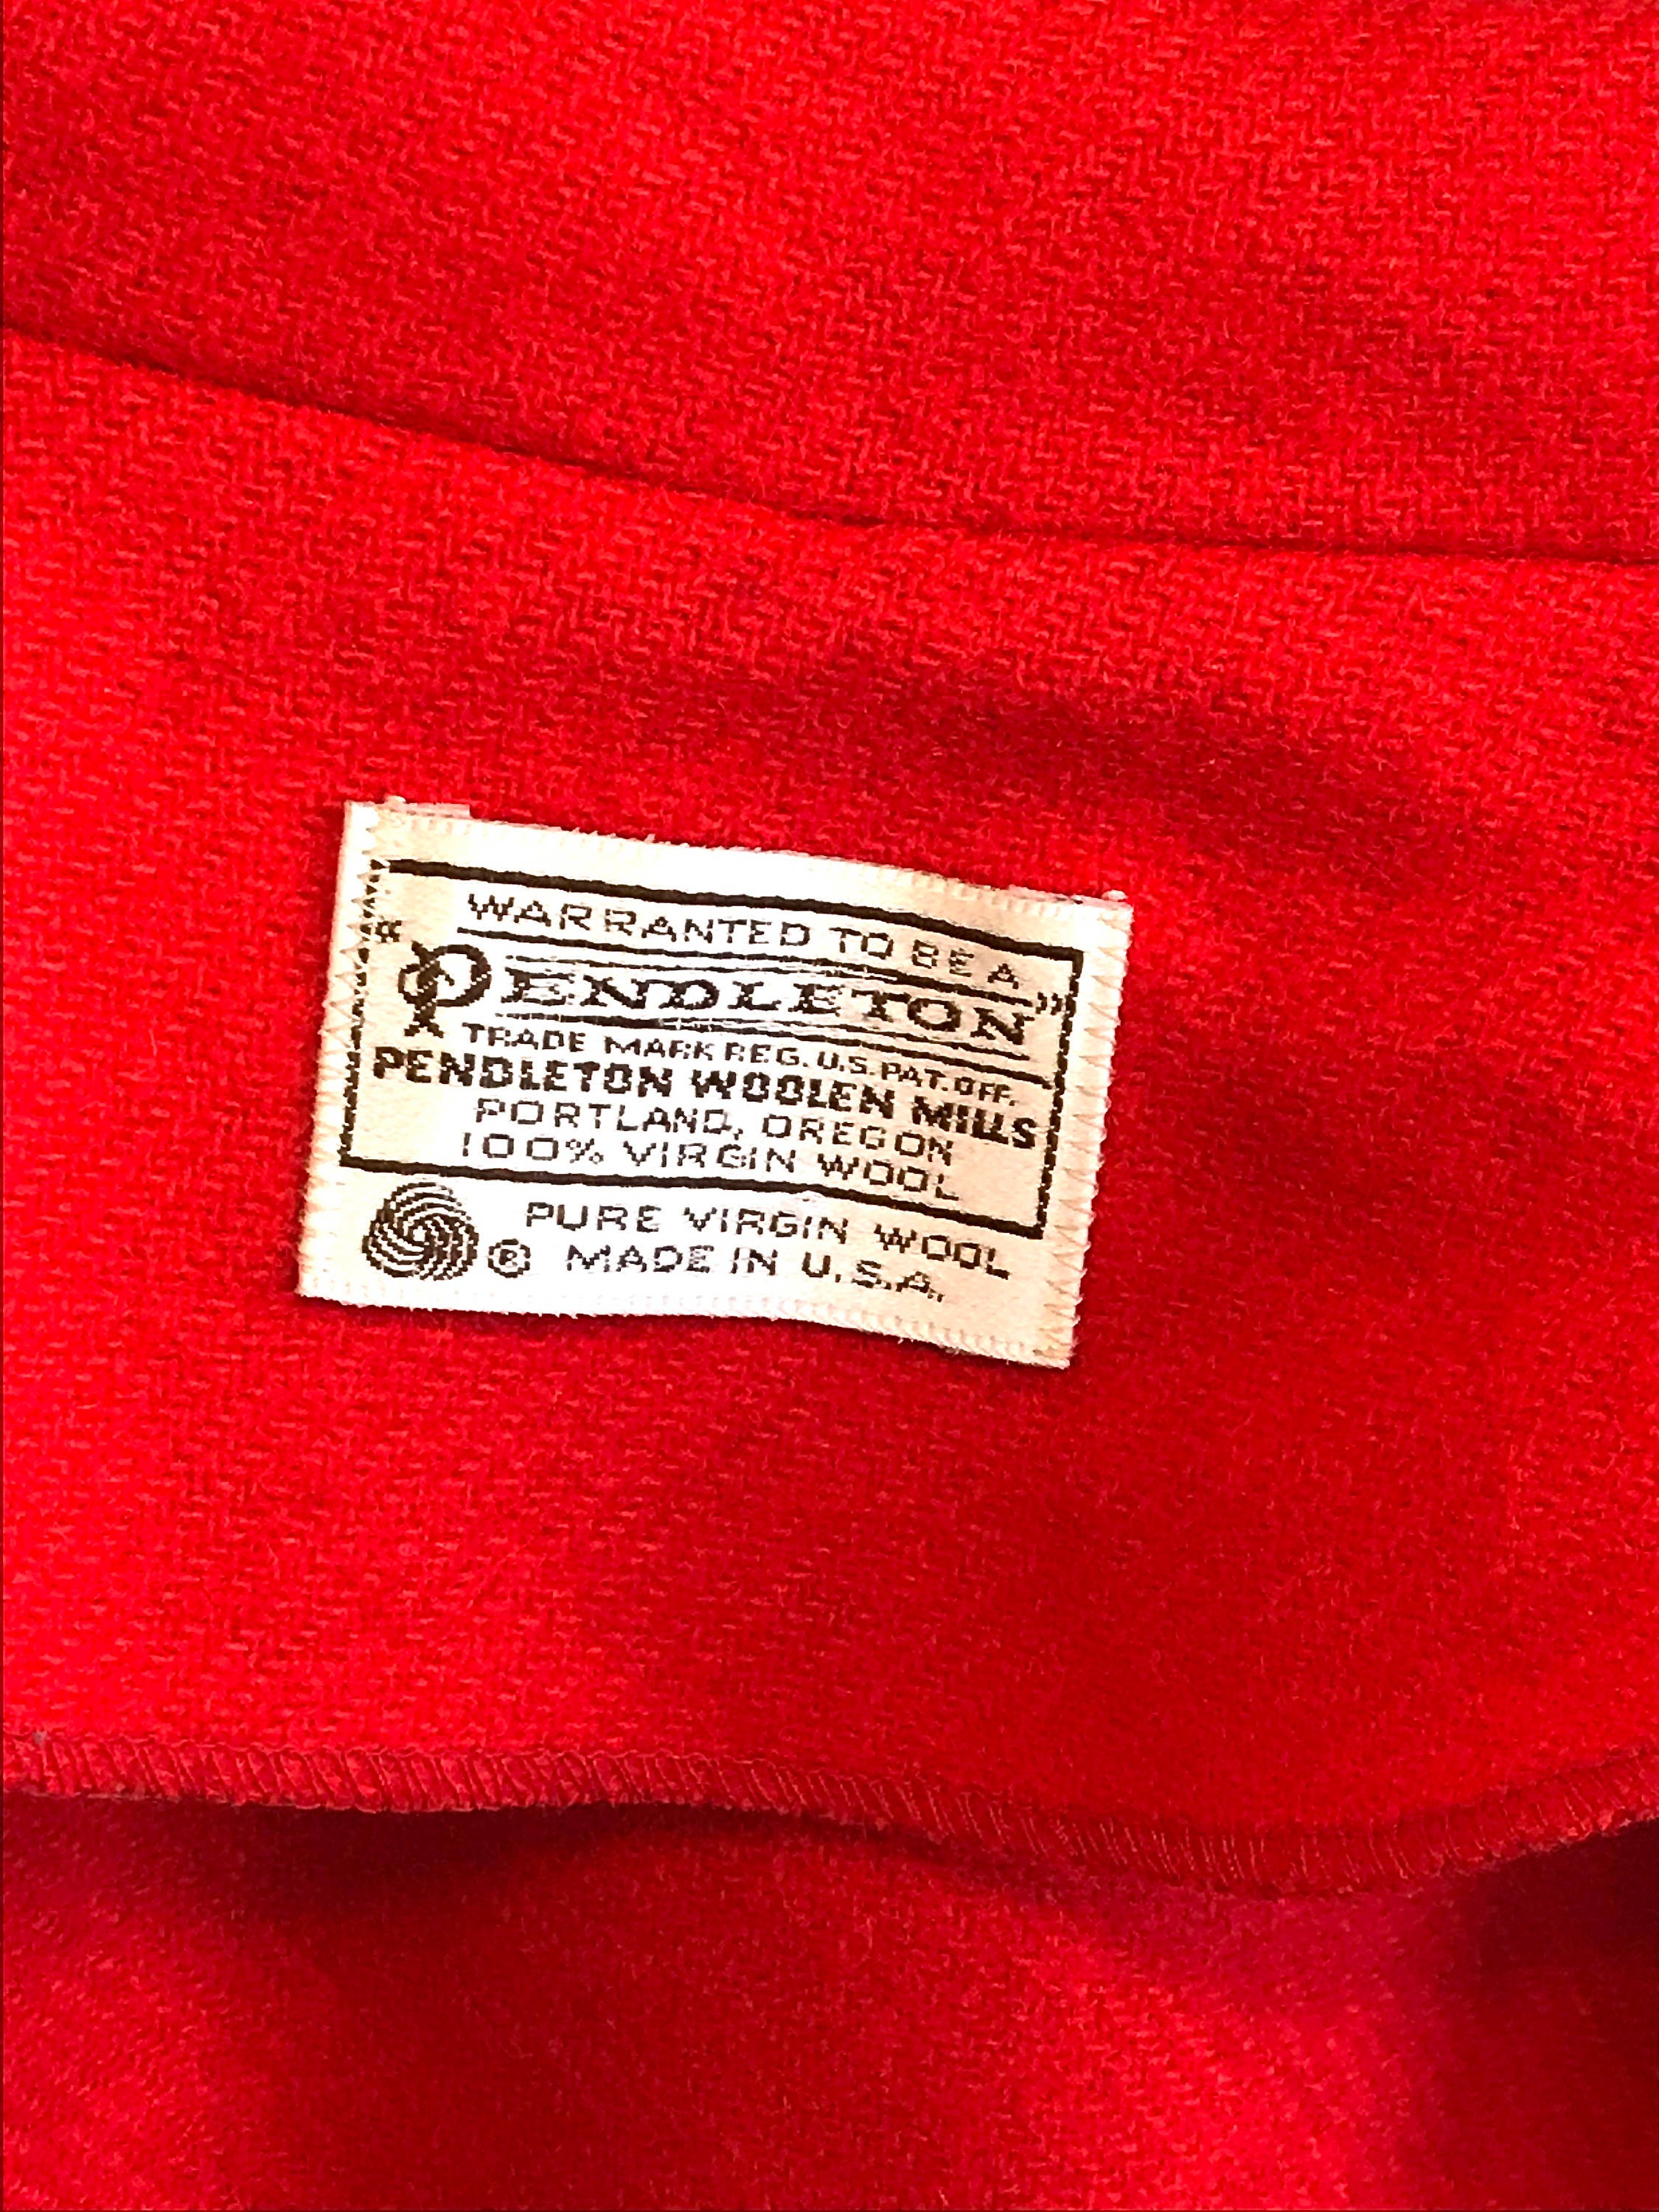 WARRANTED TO BE A
"PENDLETON"
TRADE MARK REG. U.S. PAT. OFF.
PENDLETON WOOLEN MILLS
PORTLAND, OREGON
100% VIRGIN WOOL
PURE VIRGIN WOOL
® MADE IN U.S.A.